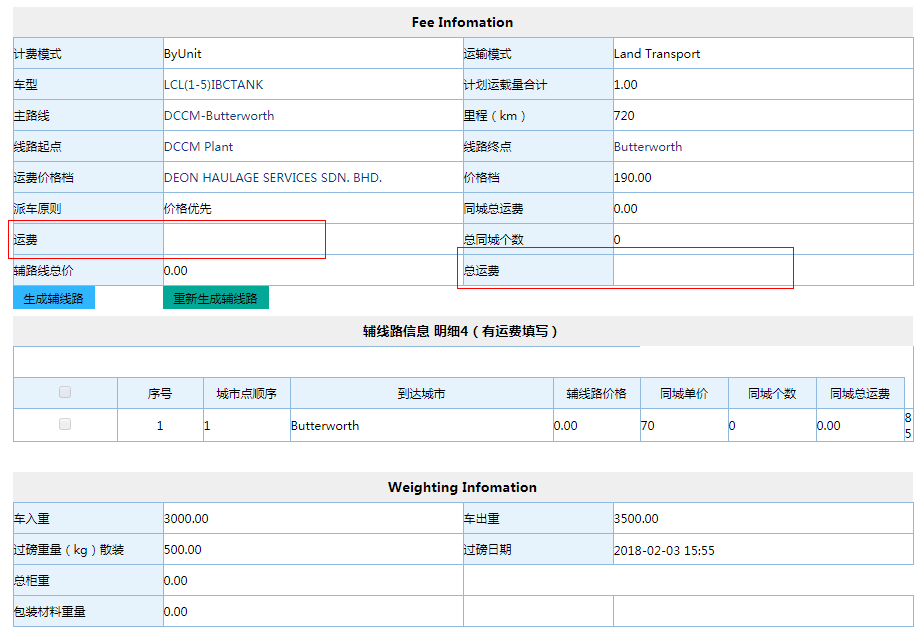 Fee Infomation
计费模式 ByUnit 运输模式 Land Transport
车型 LCL(1-5)IBCTANK 计划运载量合计 1.00
主路线 DCCM-Butterworth 里程（km） 720
线路起点 DCCM Plant 线路终点 Butterworth
运费价格档 DEON HAULAGE SERVICES SDN. BHD. 价格档 190.00
派车原则 价格优先 同城总运费 0.00
运费 总同城个数 0
辅路线总价 0.00 总运费
生成辅线路 重新生成辅线路
辅线路信息 明细4（有运费填写）
序号 城市点顺序 到达城市 辅线路价格 同城单价 同城个数 同城总运费
1 1 Butterworth 0.00 70 0 0.00 85
Weighting Infomation
车入重 3000.00 车出重 3500.00
过磅重量（kg）散装 500.00 过磅日期 2018-02-03 15:55
总柜重 0.00
包装材料重量 0.00